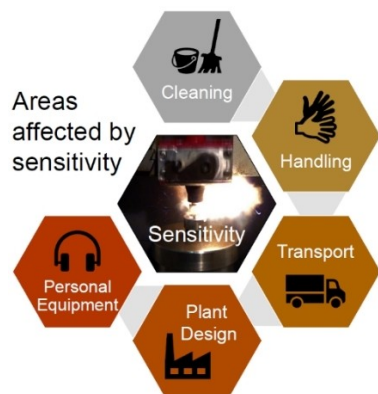 Areas
affected by
sensitivity
Cleaning
Handling
Sensitivity
Transport
Personal
Equipment
Plant
Design